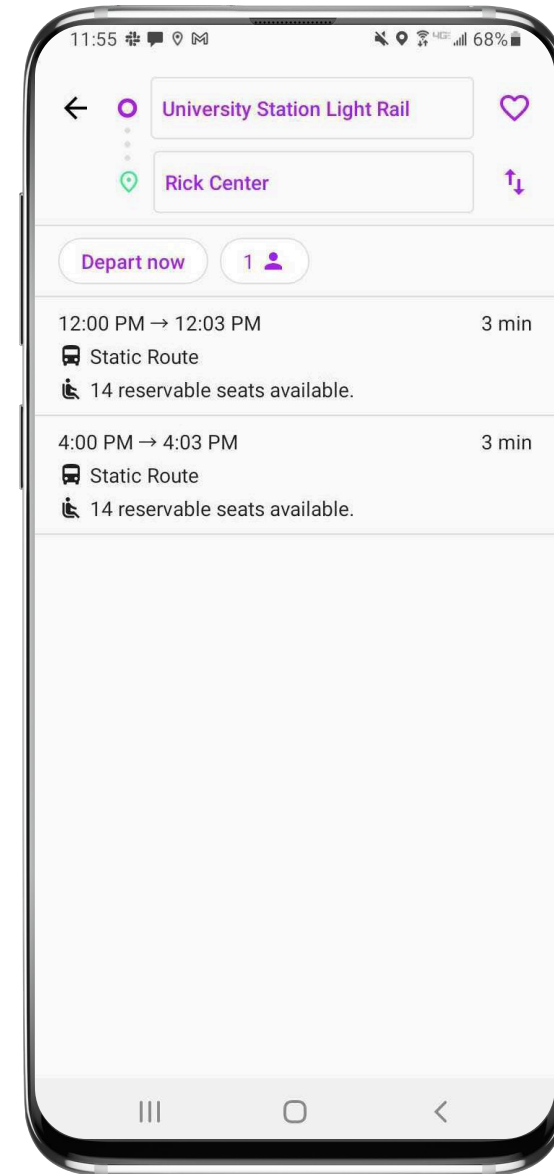 11:55 4GE 68%
University Station Light Rail
Rick Center
Depart now 1
12:00 PM → 12:03 PM 3 min
Static Route
14 reservable seats available.
4:00 PM → 4:03 PM 3 min
Static Route
14 reservable seats available.